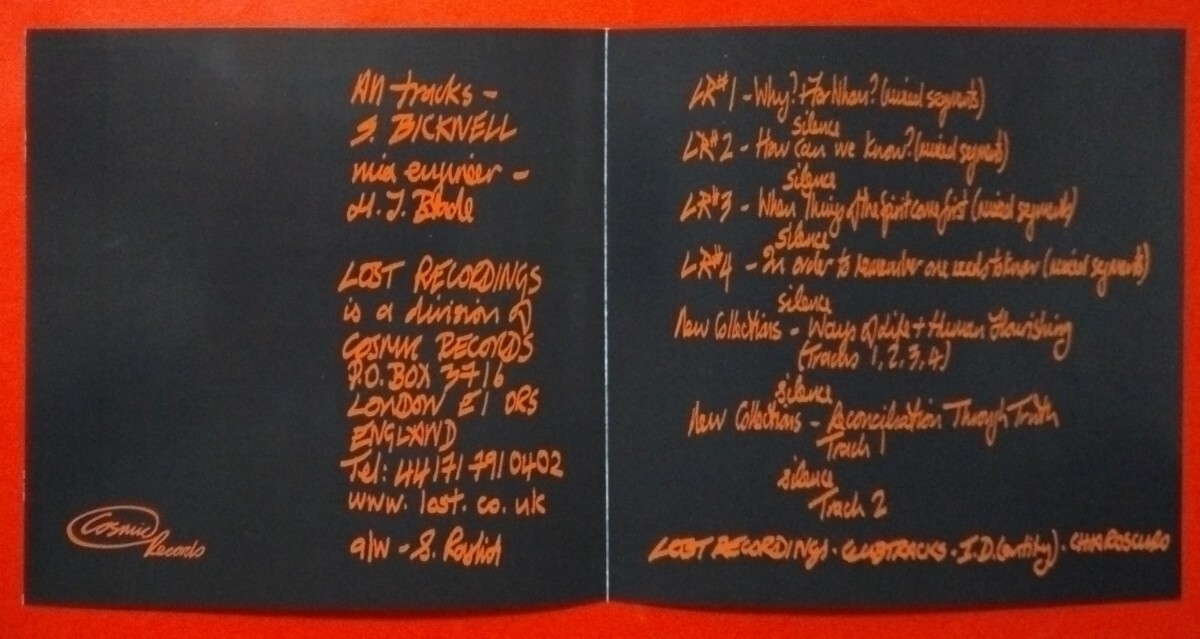 All tracks -
S. BICKNELL
mix engineer -
H. J. Blade
LOST RECORDINGS
is a division of
COSMIC RECORDS
P.O. BOX 3716
LONDON E1 0RS
ENGLAND
Tel: 44 171 791 0402
www. lost. co. uk
a/w - S.
Cosmic
Records
LR#1 - Why? + For Whom? (mixed segments)
silence
LR#2 - How can we know? (mixed segments)
silence
LR#3 - When Things of the Spirit come first (mixed segments)
silence
LR#4 - In order to remember one needs to know (mixed segments)
silence
New Collections - Ways of Life + Human Flourishing
(Tracks 1, 2, 3, 4)
silence
New Collections - Reconciliation Through Truth
Track 1
silence
Track 2
LOST RECORDINGS · CLUBTRACKS · I.D.(entity) · CHIAROSCURO